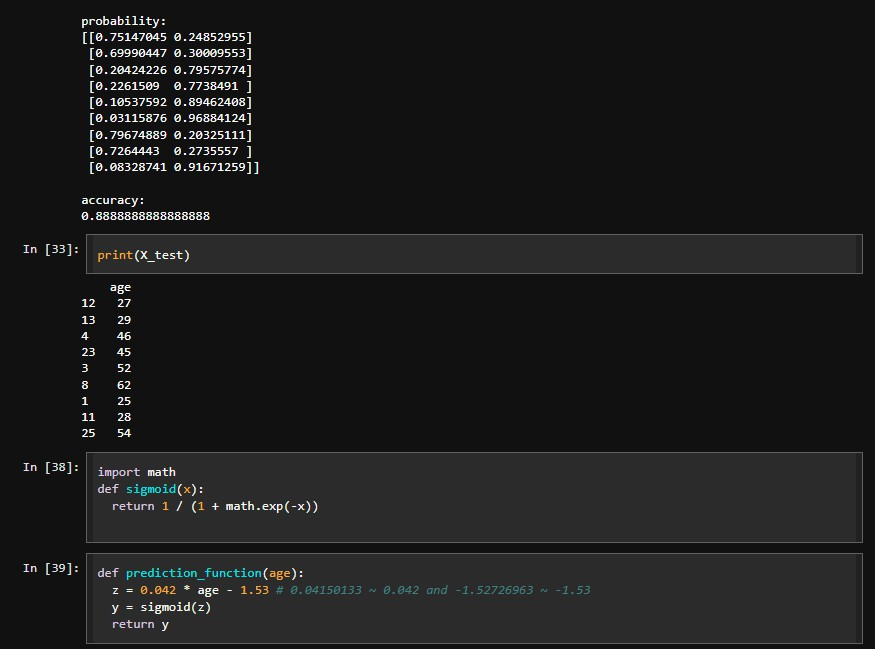 probability:
[[0.75147045 0.24852955]
[0.69990447 0.30009553]
[0.20424226 0.79575774]
[0.2261509  0.7738491 ]
[0.10537592 0.89462408]
[0.03115876 0.96884124]
[0.79674889 0.20325111]
[0.7264443  0.2735557 ]
[0.08328741 0.91671259]]
accuracy:
0.8888888888888888
In [33]: print(X_test)
age
12 27
13 29
4 46
23 45
3 52
8 62
1 25
11 28
25 54
In [38]: import math
def sigmoid(x):
return 1 / (1 + math.exp(-x))
In [39]: def prediction_function(age):
z = 0.042 * age - 1.53 # 0.04150133 ~ 0.042 and -1.52726963 ~ -1.53
y = sigmoid(z)
return y